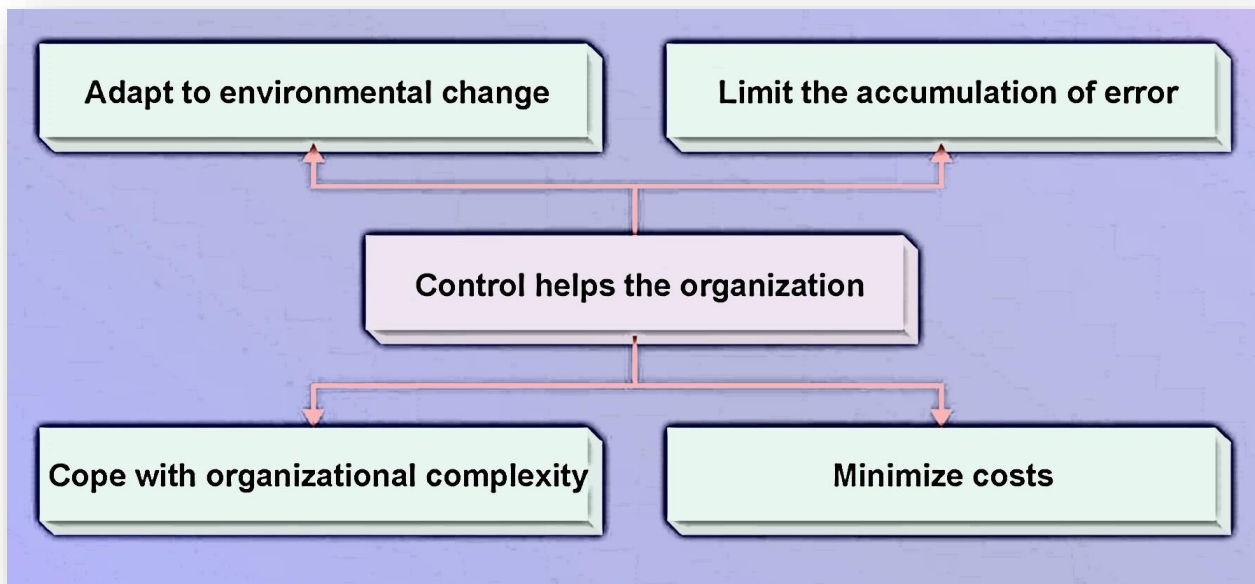 Adapt to environmental change
Limit the accumulation of error
Control helps the organization
Cope with organizational complexity
Minimize costs